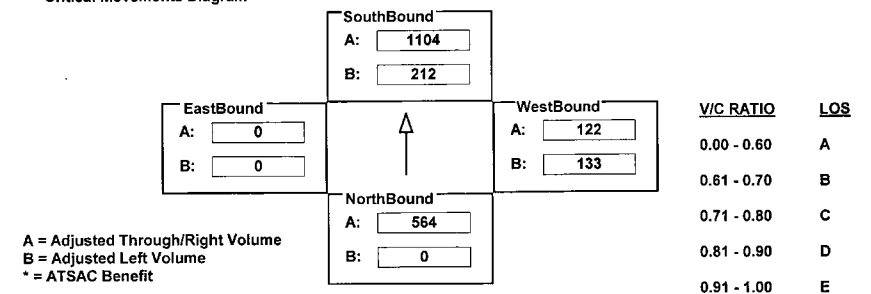 Critical Movements Diagram
SouthBound
A: 1104
B: 212
EastBound
A: 0
B: 0
WestBound
A: 122
B: 133
NorthBound
A: 564
B: 0
A = Adjusted Through/Right Volume
B = Adjusted Left Volume
* = ATSAC Benefit
V/C RATIO LOS
0.00 - 0.60 A
0.61 - 0.70 B
0.71 - 0.80 C
0.81 - 0.90 D
0.91 - 1.00 E